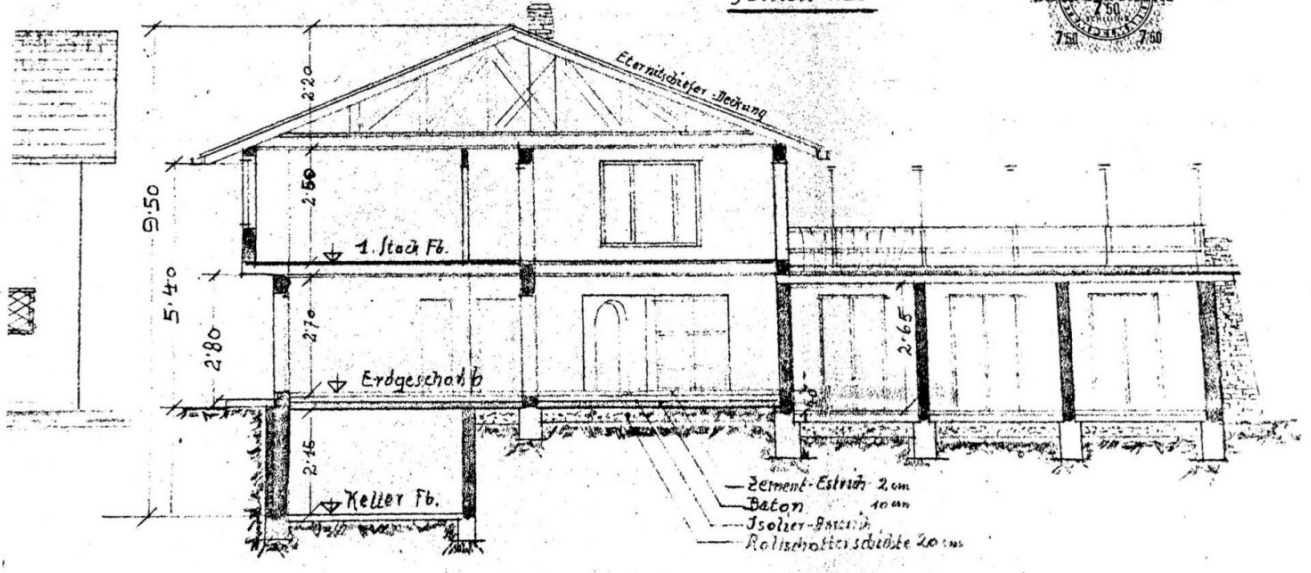 7'50
SCHILLING
7'50 7'50
Eternitschiefer-Deckung
2·20
9·50
2·50
1. Stock Fb.
5·40
2·80
2·70
2·65
Erdgeschoß
2·15
Keller Fb.
Zement-Estrich 2 cm
Beton 10 cm
Isolier-
Rollschotterschichte 20 cm